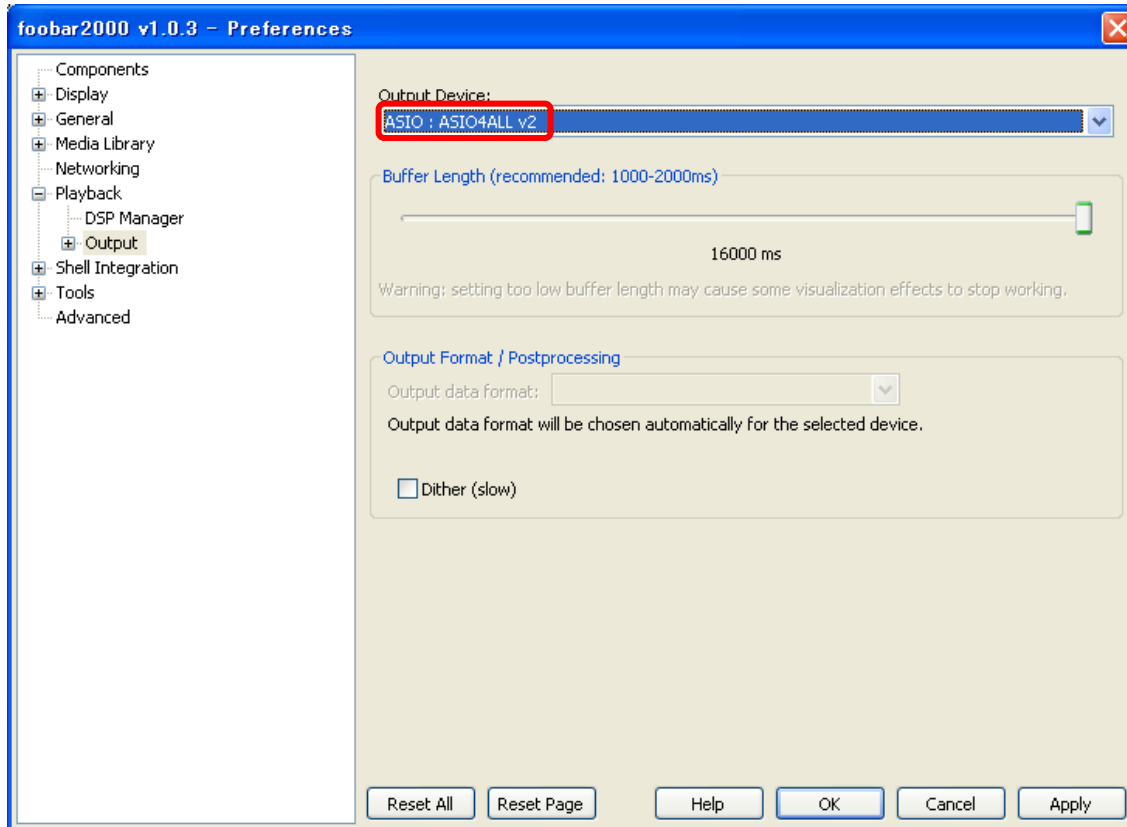 foobar2000 v1.0.3 - Preferences
Components
Display
General
Media Library
Networking
Playback
DSP Manager
Output
Shell Integration
Tools
Advanced
Output Device:
ASIO : ASIO4ALL v2
Buffer Length (recommended: 1000-2000ms)
16000 ms
Warning: setting too low buffer length may cause some visualization effects to stop working.
Output Format / Postprocessing
Output data format:
Output data format will be chosen automatically for the selected device.
Dither (slow)
Reset All Reset Page Help OK Cancel Apply